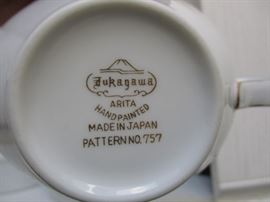 Fukagawa
ARITA
HANDPAINTED
MADE IN JAPAN
PATTERN NO. 757